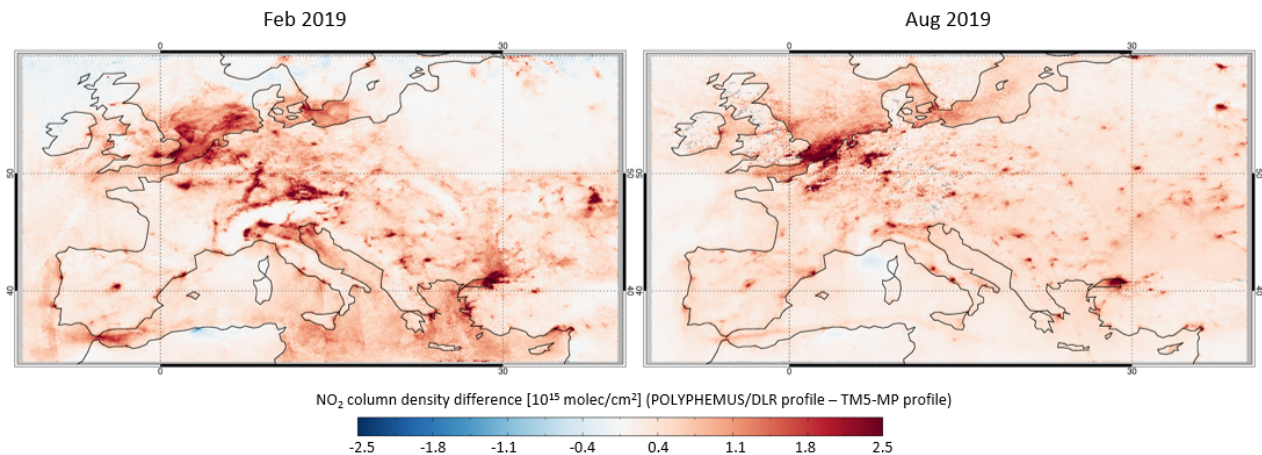 Feb 2019
Aug 2019
0 30
0 30
50 50
50 50
40 40
40 40
0 30
0 30
NO₂ column density difference [10¹⁵ molec/cm²] (POLYPHEMUS/DLR profile – TM5-MP profile)
-2.5 -1.8 -1.1 -0.4 0.4 1.1 1.8 2.5